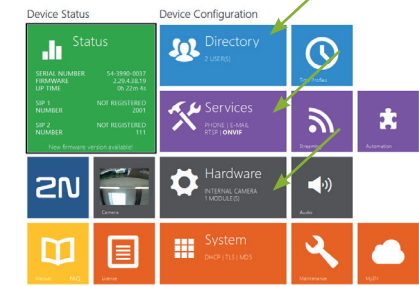 Device Status
Device Configuration
Status
SERIAL NUMBER 54-3990-0037
FIRMWARE 2.29.4.38.19
UP TIME 0h 22m 4s
SIP 1 NOT REGISTERED
NUMBER 2001
SIP 2 NOT REGISTERED
NUMBER 111
New firmware version available!
Directory
2 USER(S)
Services
PHONE | E-MAIL
RTSP | ONVIF
Streaming
Automation
2N
Camera
Hardware
INTERNAL CAMERA
1 MODULE(S)
Audio
Manual FAQ
License
System
DHCP | TLS | MDS
Maintenance
My2N